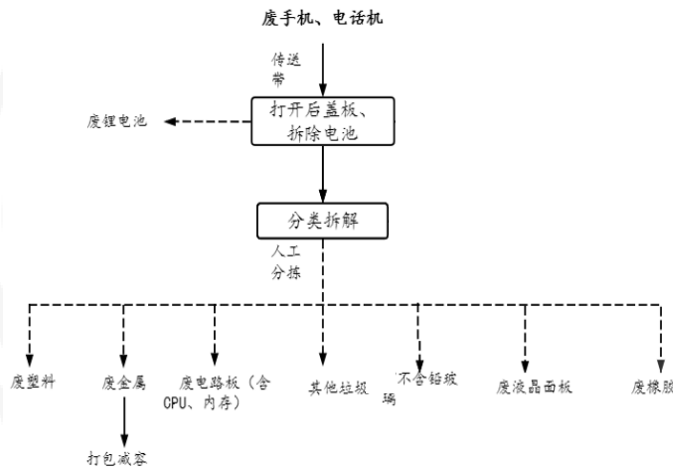 废手机、电话机
传送
带
打开后盖板、
拆除电池
废锂电池
分类拆解
人工
分拣
废塑料
废金属
废电路板（含
CPU、内存）
其他垃圾
不含铅玻
璃
废液晶面板
废橡胶
打包减容